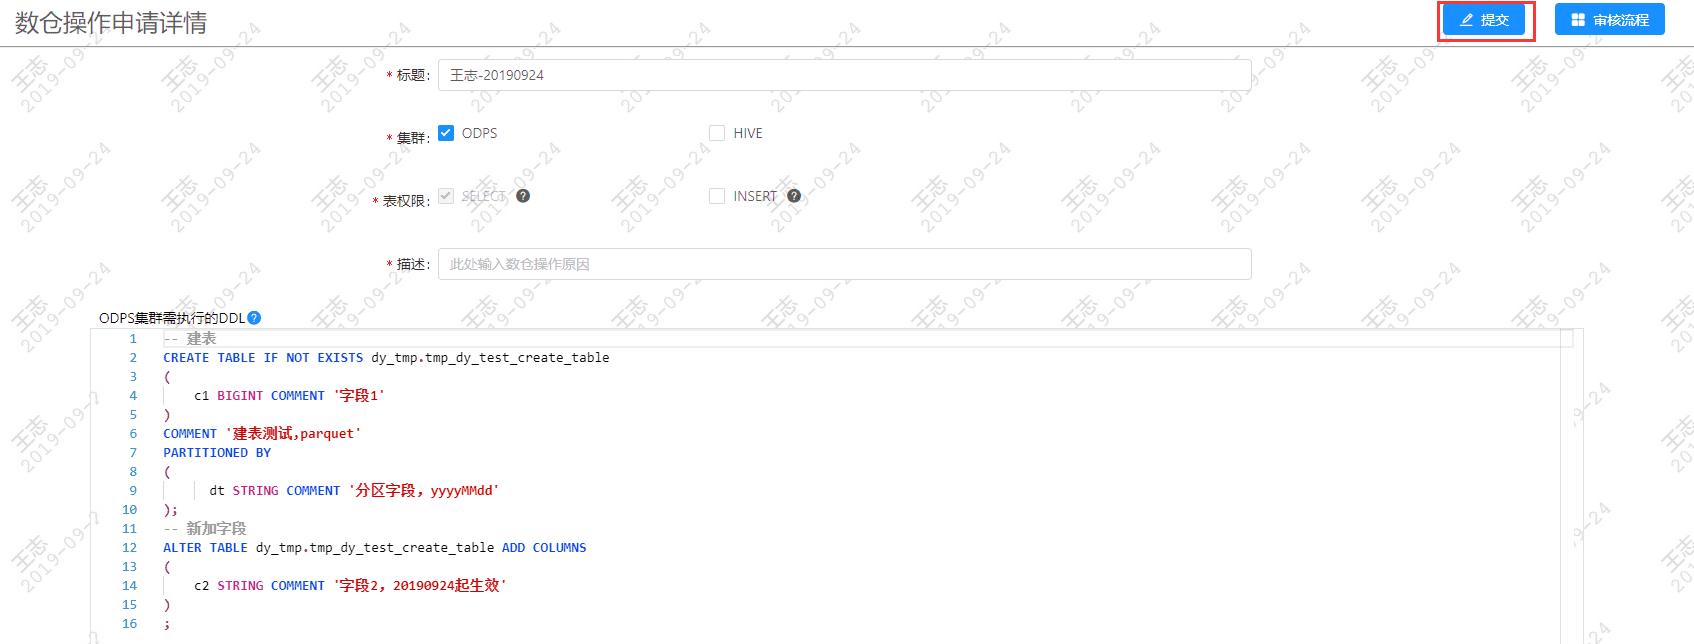 数仓操作申请详情
提交
审核流程
* 标题：
王志-20190924
* 集群：
ODPS
HIVE
* 表权限：
SELECT
INSERT
* 描述：
此处输入数仓操作原因
ODPS集群需执行的DDL
1 -- 建表
2 CREATE TABLE IF NOT EXISTS dy_tmp.tmp_dy_test_create_table
3 (
4 c1 BIGINT COMMENT '字段1'
5 )
6 COMMENT '建表测试,parquet'
7 PARTITIONED BY
8 (
9 dt STRING COMMENT '分区字段，yyyyMMdd'
10 );
11 -- 新加字段
12 ALTER TABLE dy_tmp.tmp_dy_test_create_table ADD COLUMNS
13 (
14 c2 STRING COMMENT '字段2，20190924起生效'
15 )
16 ;
王志
2019-09-24